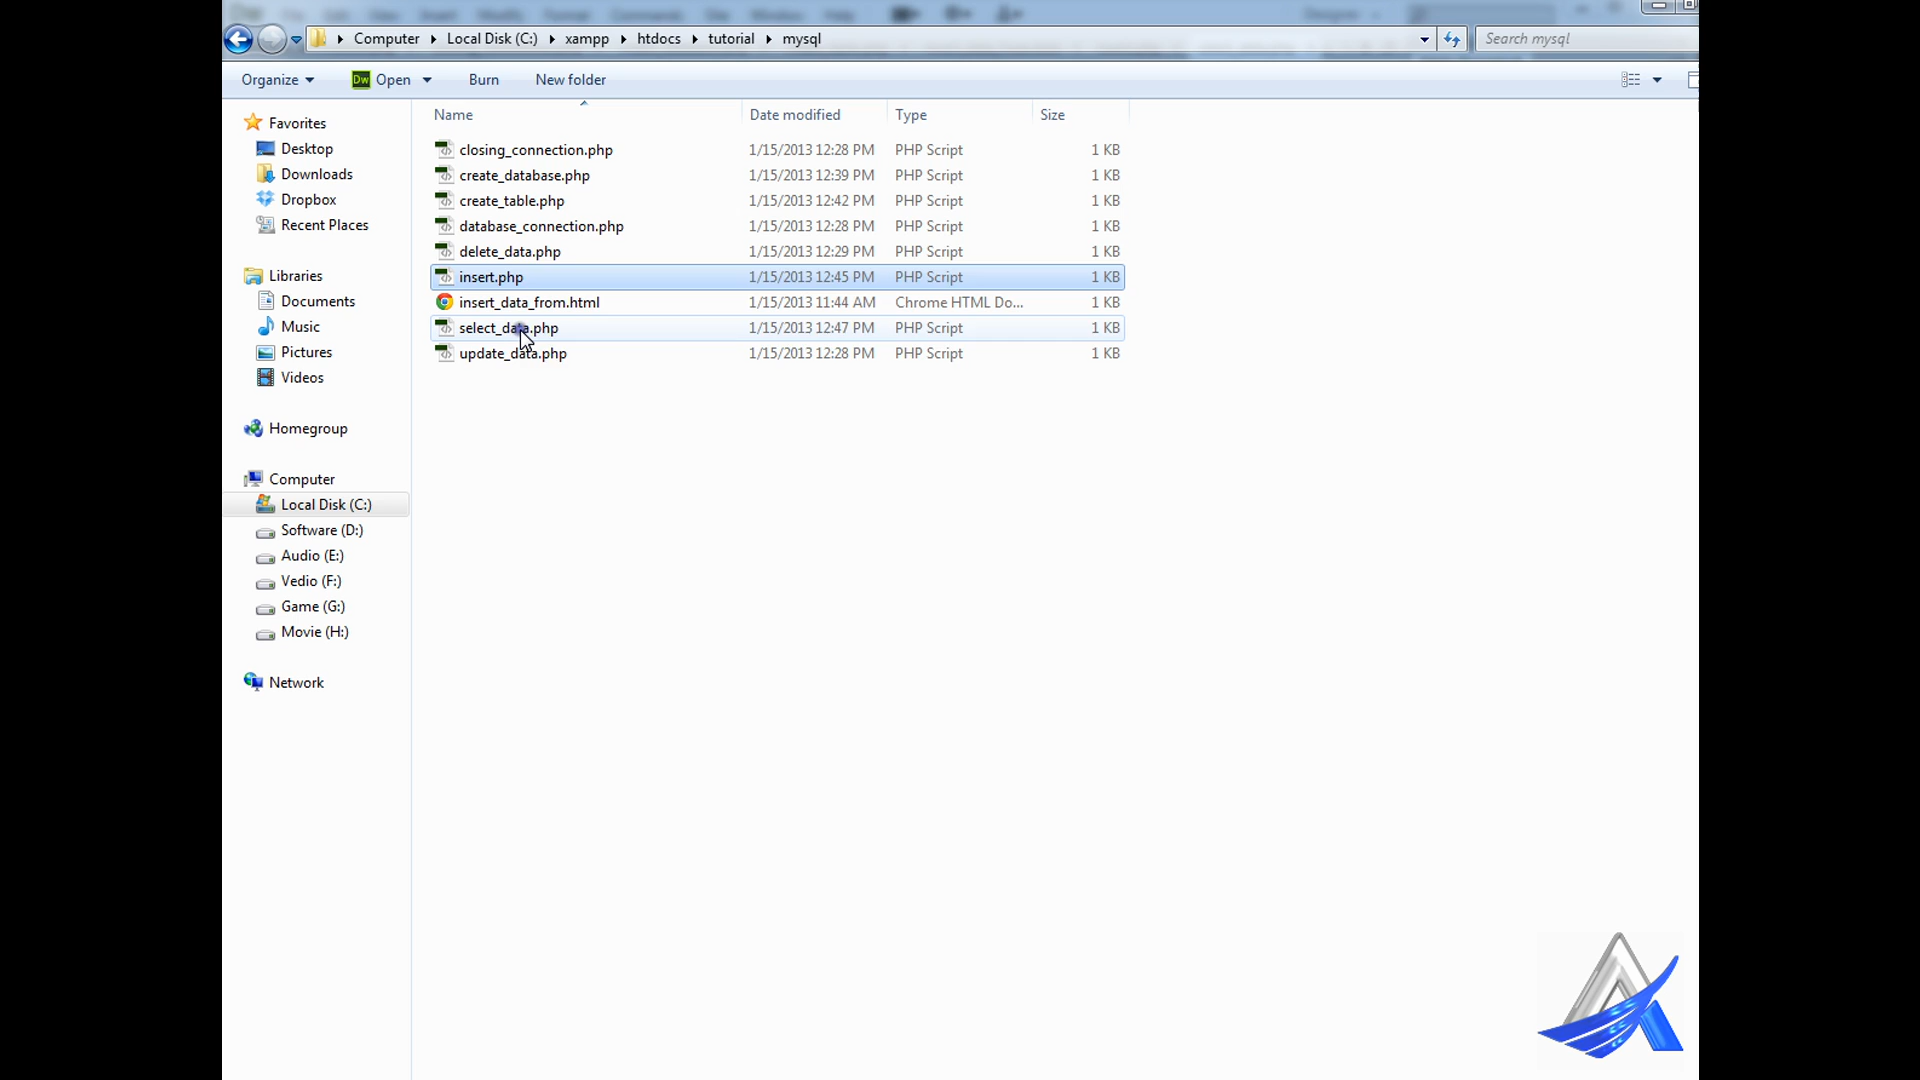 Computer Local Disk (C:) xampp htdocs tutorial mysql
Search mysql
Organize Dw Open Burn New folder
Name Date modified Type Size
Favorites
Desktop
Downloads
Dropbox
Recent Places
Libraries
Documents
Music
Pictures
Videos
Homegroup
Computer
Local Disk (C:)
Software (D:)
Audio (E:)
Vedio (F:)
Game (G:)
Movie (H:)
Network
closing_connection.php 1/15/2013 12:28 PM PHP Script 1 KB
create_database.php 1/15/2013 12:39 PM PHP Script 1 KB
create_table.php 1/15/2013 12:42 PM PHP Script 1 KB
database_connection.php 1/15/2013 12:28 PM PHP Script 1 KB
delete_data.php 1/15/2013 12:29 PM PHP Script 1 KB
insert.php 1/15/2013 12:45 PM PHP Script 1 KB
insert_data_from.html 1/15/2013 11:44 AM Chrome HTML Do... 1 KB
select_data.php 1/15/2013 12:47 PM PHP Script 1 KB
update_data.php 1/15/2013 12:28 PM PHP Script 1 KB